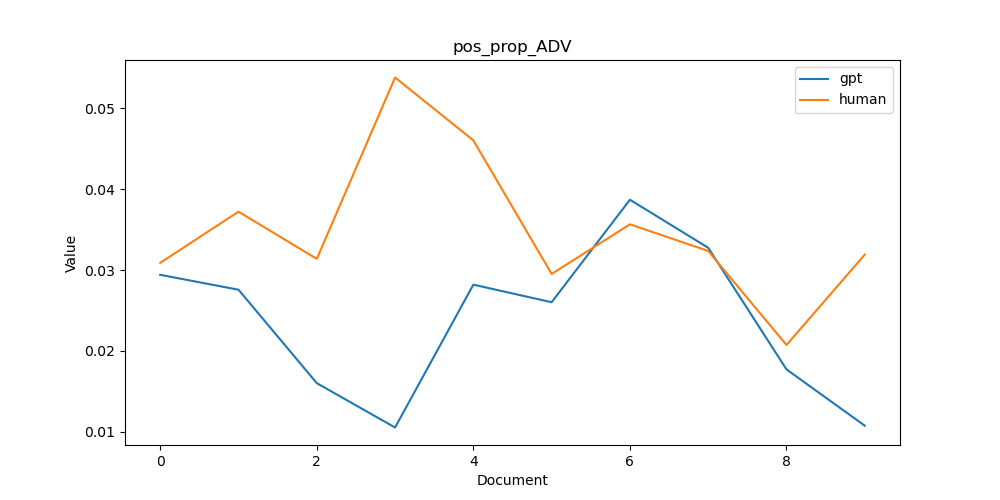 pos_prop_ADV
gpt
human
0.05
0.04
0.03
0.02
0.01
Value
0 2 4 6 8
Document